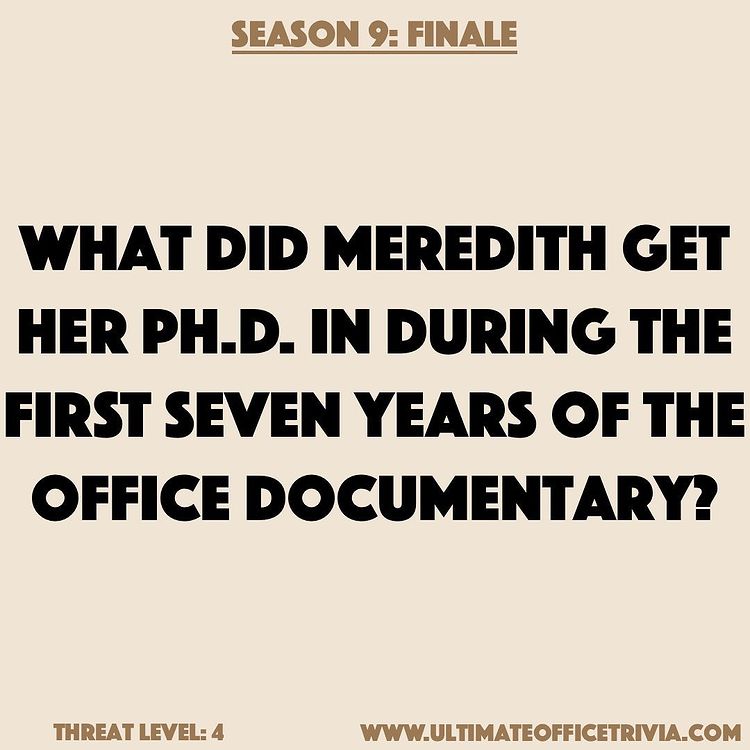 SEASON 9: FINALE
WHAT DID MEREDITH GET
HER PH.D. IN DURING THE
FIRST SEVEN YEARS OF THE
OFFICE DOCUMENTARY?
THREAT LEVEL: 4
WWW.ULTIMATEOFFICETRIVIA.COM